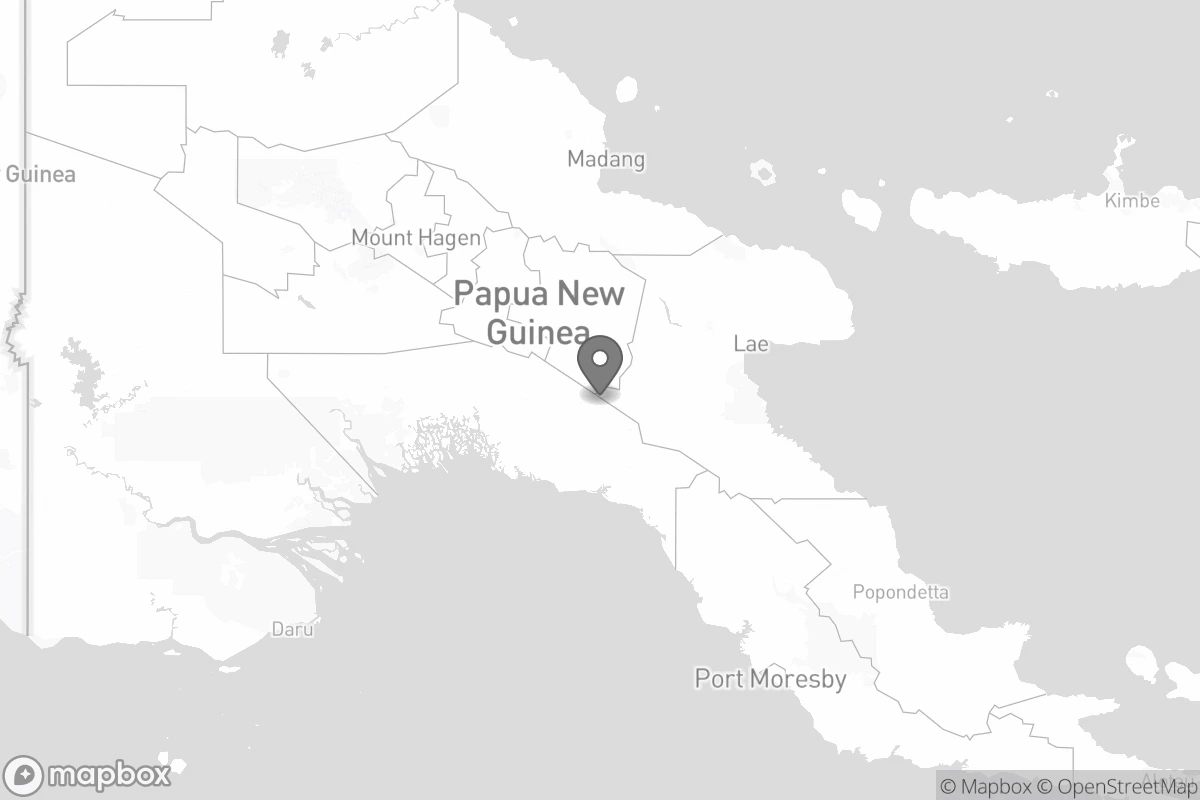 Madang
Guinea
Kimbe
Mount Hagen
Papua New
Guinea
Lae
Popondetta
Daru
Port Moresby
mapbox
© Mapbox © OpenStreetMap